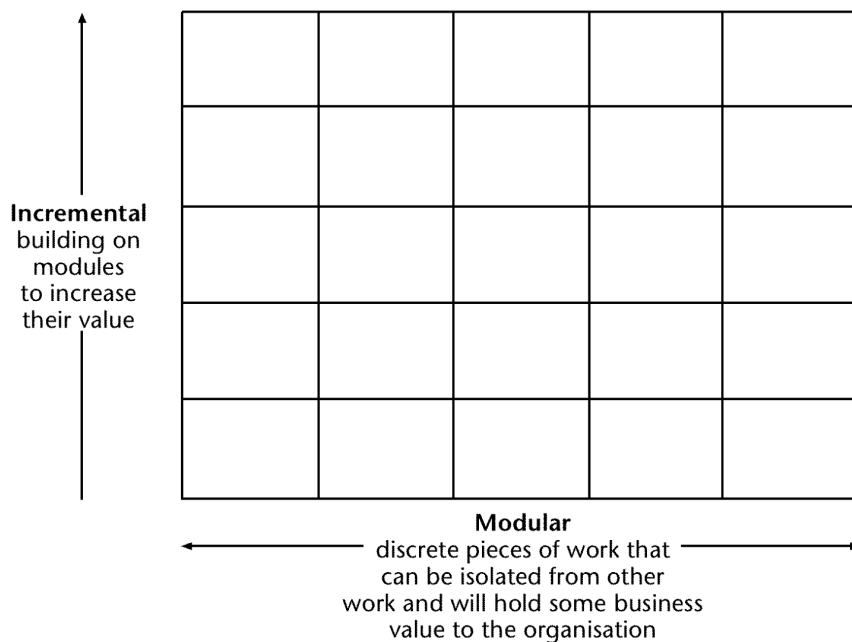 Incremental
building on
modules
to increase
their value
Modular
discrete pieces of work that
can be isolated from other
work and will hold some business
value to the organisation